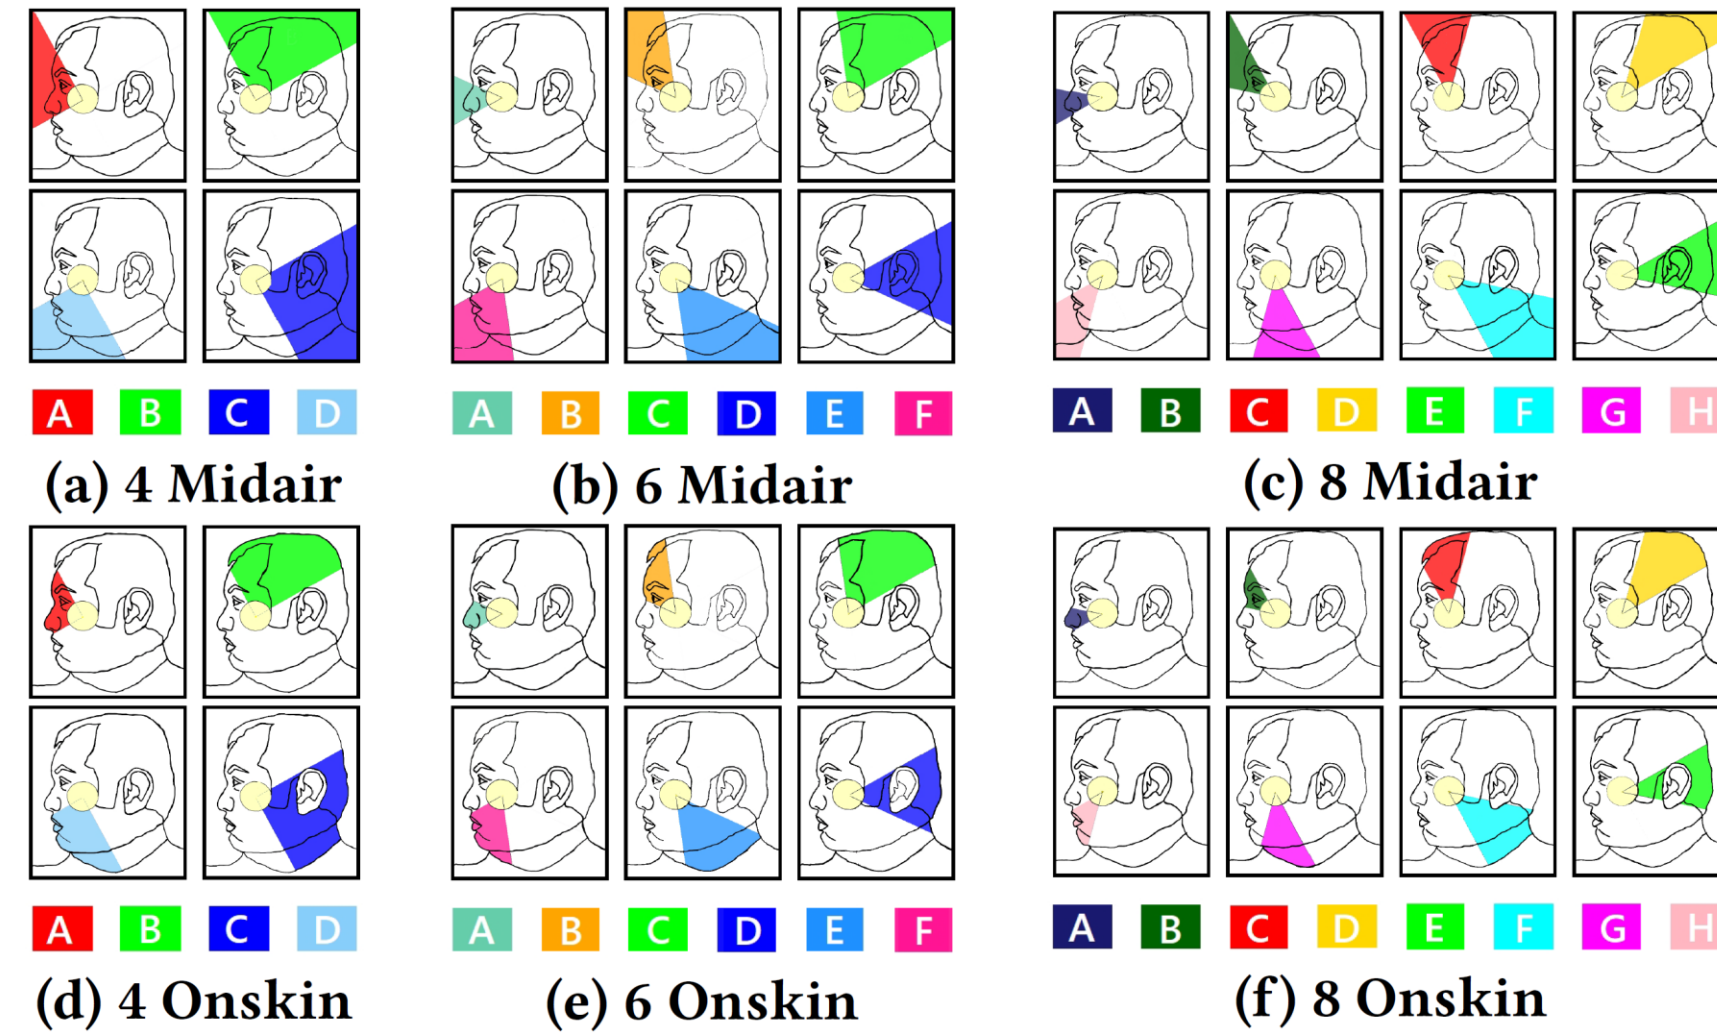 A B C D
A B C D E F
A B C D E F G H
(a) 4 Midair
(b) 6 Midair
(c) 8 Midair
A B C D
A B C D E F
A B C D E F G H
(d) 4 Onskin
(e) 6 Onskin
(f) 8 Onskin